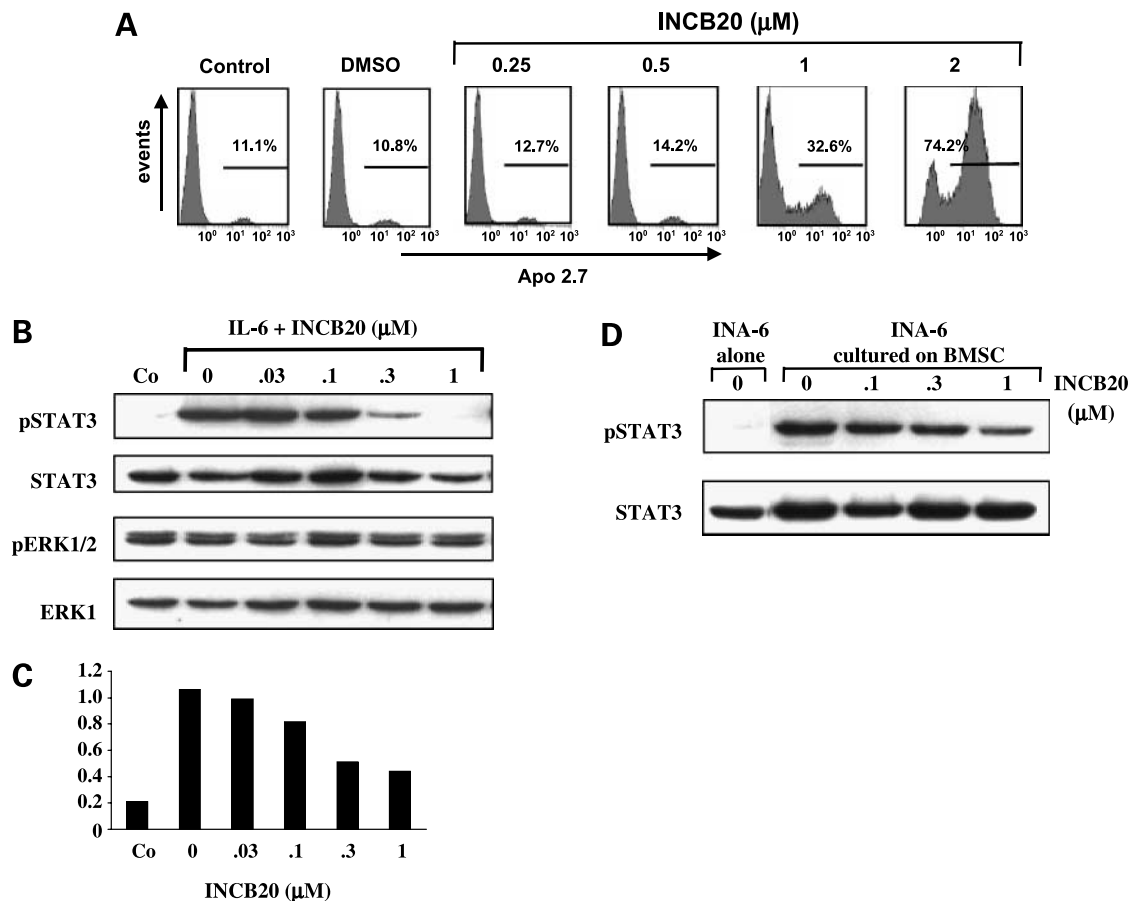 A
INCB20 (μM)
Control DMSO 0.25 0.5 1 2
events
11.1% 10.8% 12.7% 14.2% 32.6% 74.2%
10⁰ 10¹ 10² 10³ 10⁰ 10¹ 10² 10³ 10⁰ 10¹ 10² 10³ 10⁰ 10¹ 10² 10³ 10⁰ 10¹ 10² 10³ 10⁰ 10¹ 10² 10³
Apo 2.7
B
IL-6 + INCB20 (μM)
Co 0 .03 .1 .3 1
pSTAT3
STAT3
pERK1/2
ERK1
C
1.2
1.0
0.8
0.6
0.4
0.2
0
Co 0 .03 .1 .3 1
INCB20 (μM)
D
INA-6 alone
INA-6 cultured on BMSC
0 0 .1 .3 1 INCB20 (μM)
pSTAT3
STAT3